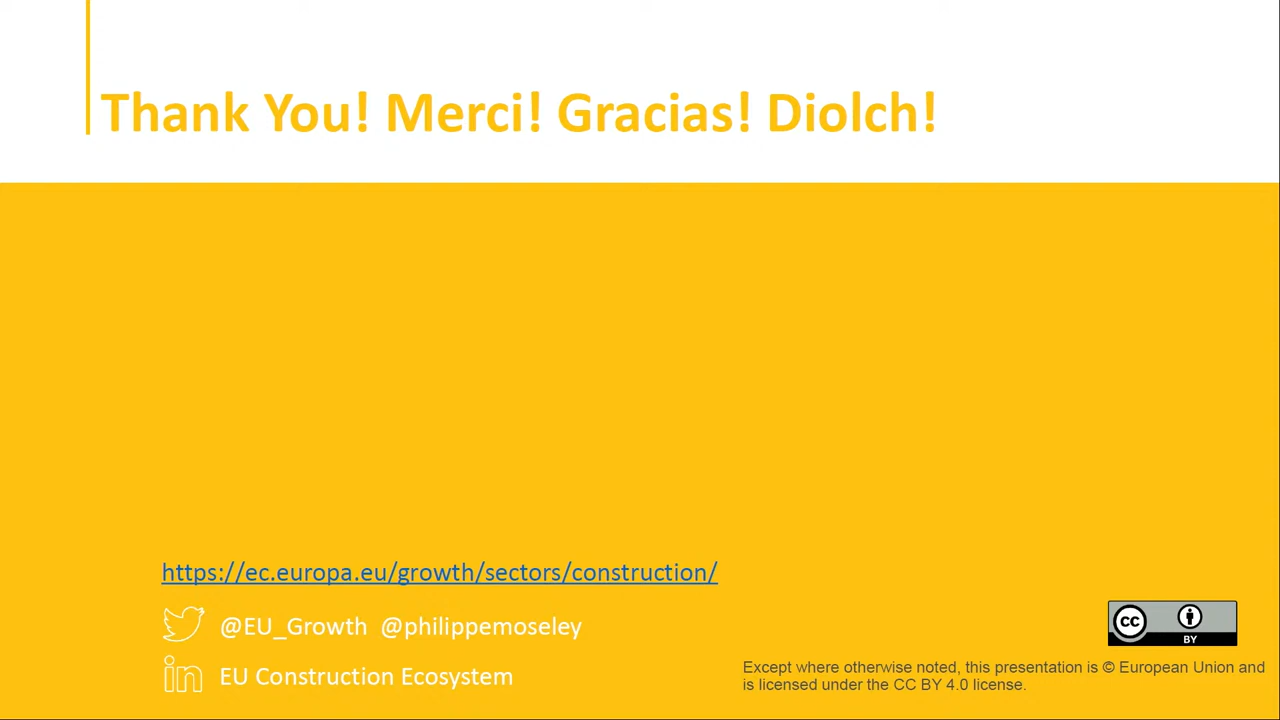 Thank You! Merci! Gracias! Diolch!
https://ec.europa.eu/growth/sectors/construction/
@EU_Growth @philippemoseley
in EU Construction Ecosystem
cc BY
Except where otherwise noted, this presentation is © European Union and
is licensed under the CC BY 4.0 license.